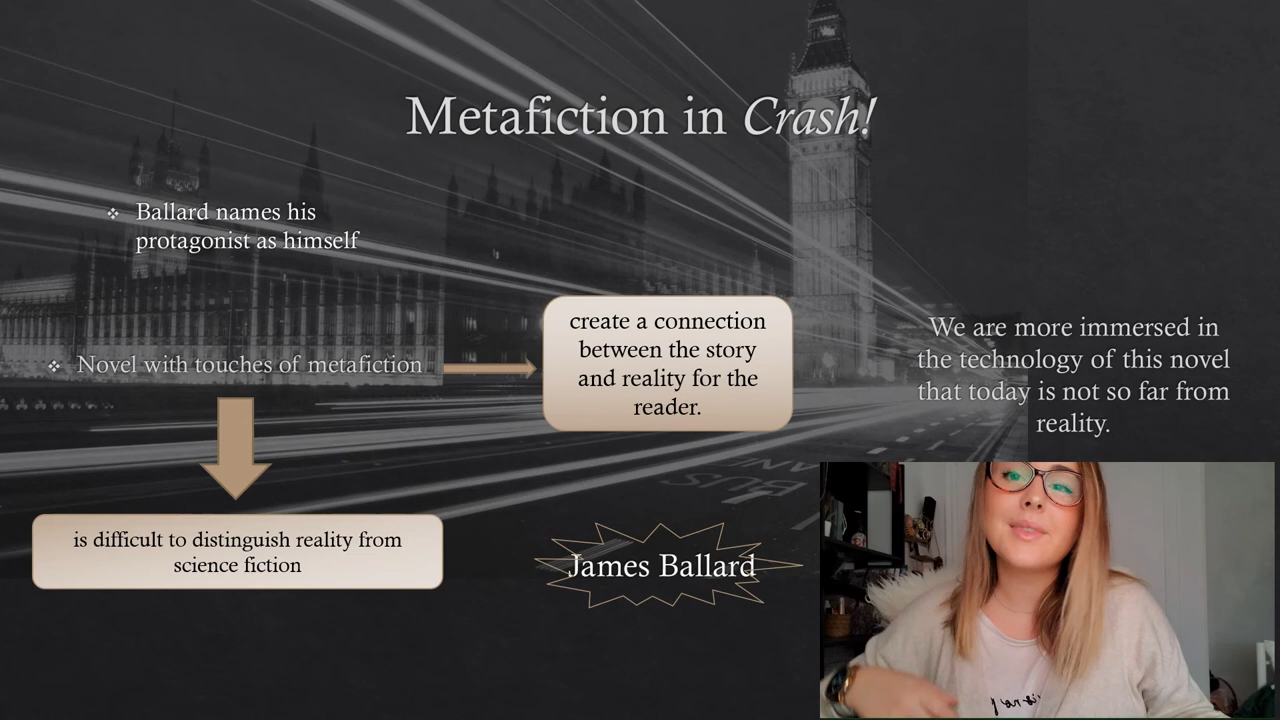 Metafiction in Crash!
Ballard names his
protagonist as himself
Novel with touches of metafiction
create a connection
between the story
and reality for the
reader.
We are more immersed in
the technology of this novel
that today is not so far from
reality.
is difficult to distinguish reality from
science fiction
James Ballard
BUS